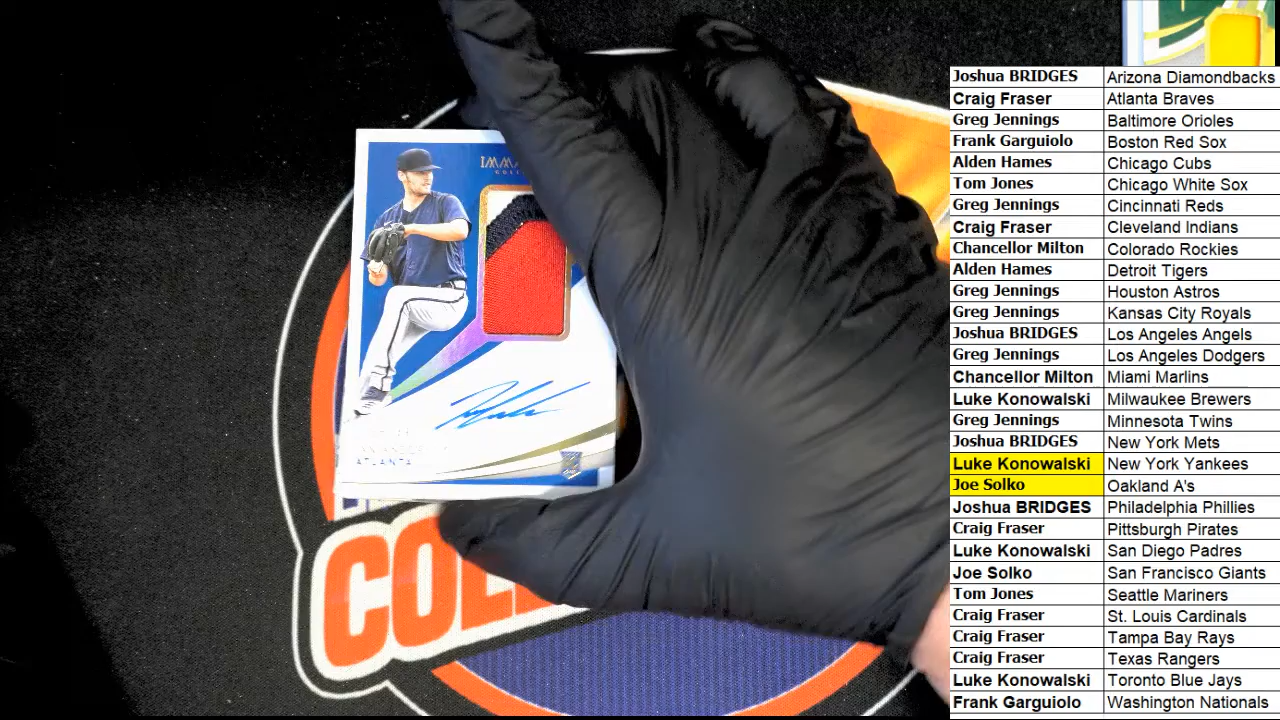 IMMA
COLL
ATLANTA
COLL
Joshua BRIDGES Arizona Diamondbacks
Craig Fraser Atlanta Braves
Greg Jennings Baltimore Orioles
Frank Garguiolo Boston Red Sox
Alden Hames Chicago Cubs
Tom Jones Chicago White Sox
Greg Jennings Cincinnati Reds
Craig Fraser Cleveland Indians
Chancellor Milton Colorado Rockies
Alden Hames Detroit Tigers
Greg Jennings Houston Astros
Greg Jennings Kansas City Royals
Joshua BRIDGES Los Angeles Angels
Greg Jennings Los Angeles Dodgers
Chancellor Milton Miami Marlins
Luke Konowalski Milwaukee Brewers
Greg Jennings Minnesota Twins
Joshua BRIDGES New York Mets
Luke Konowalski New York Yankees
Joe Solko Oakland A's
Joshua BRIDGES Philadelphia Phillies
Craig Fraser Pittsburgh Pirates
Luke Konowalski San Diego Padres
Joe Solko San Francisco Giants
Tom Jones Seattle Mariners
Craig Fraser St. Louis Cardinals
Craig Fraser Tampa Bay Rays
Craig Fraser Texas Rangers
Luke Konowalski Toronto Blue Jays
Frank Garguiolo Washington Nationals